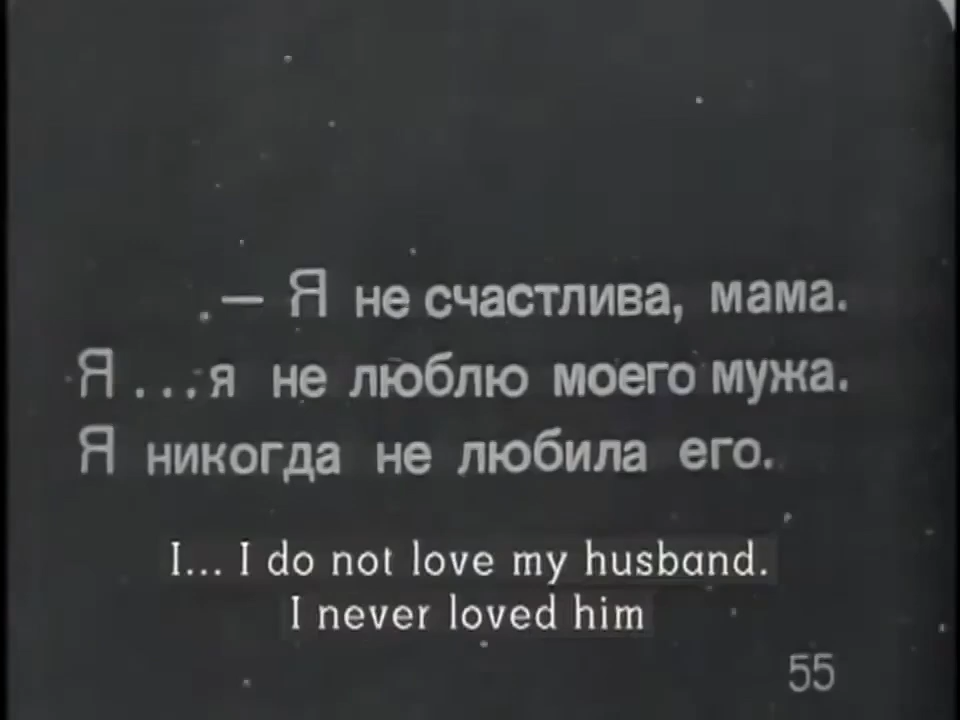 .— Я не счастлива, мама.
Я...я не люблю моего мужа.
Я никогда не любила его.
I... I do not love my husband.
I never loved him
55